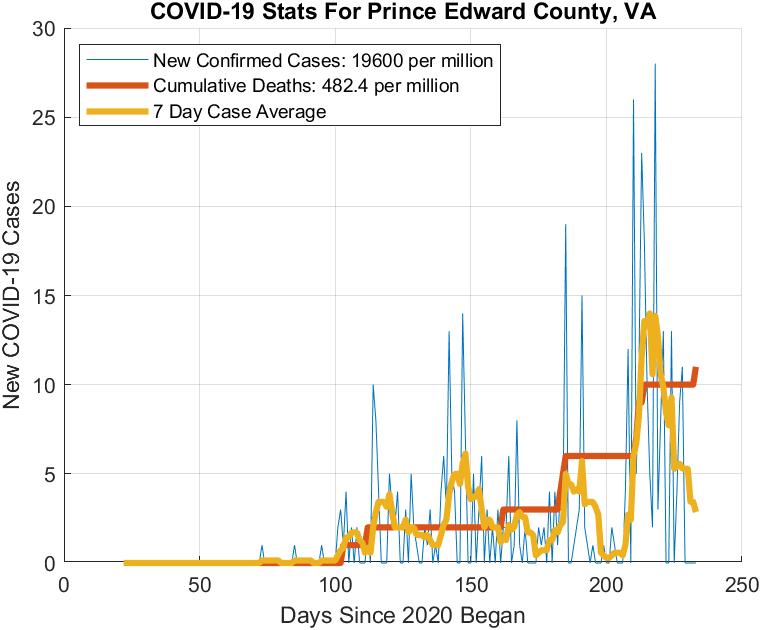 COVID-19 Stats For Prince Edward County, VA
30
25
20
15
10
5
0
New COVID-19 Cases
New Confirmed Cases: 19600 per million
Cumulative Deaths: 482.4 per million
7 Day Case Average
0 50 100 150 200 250
Days Since 2020 Began